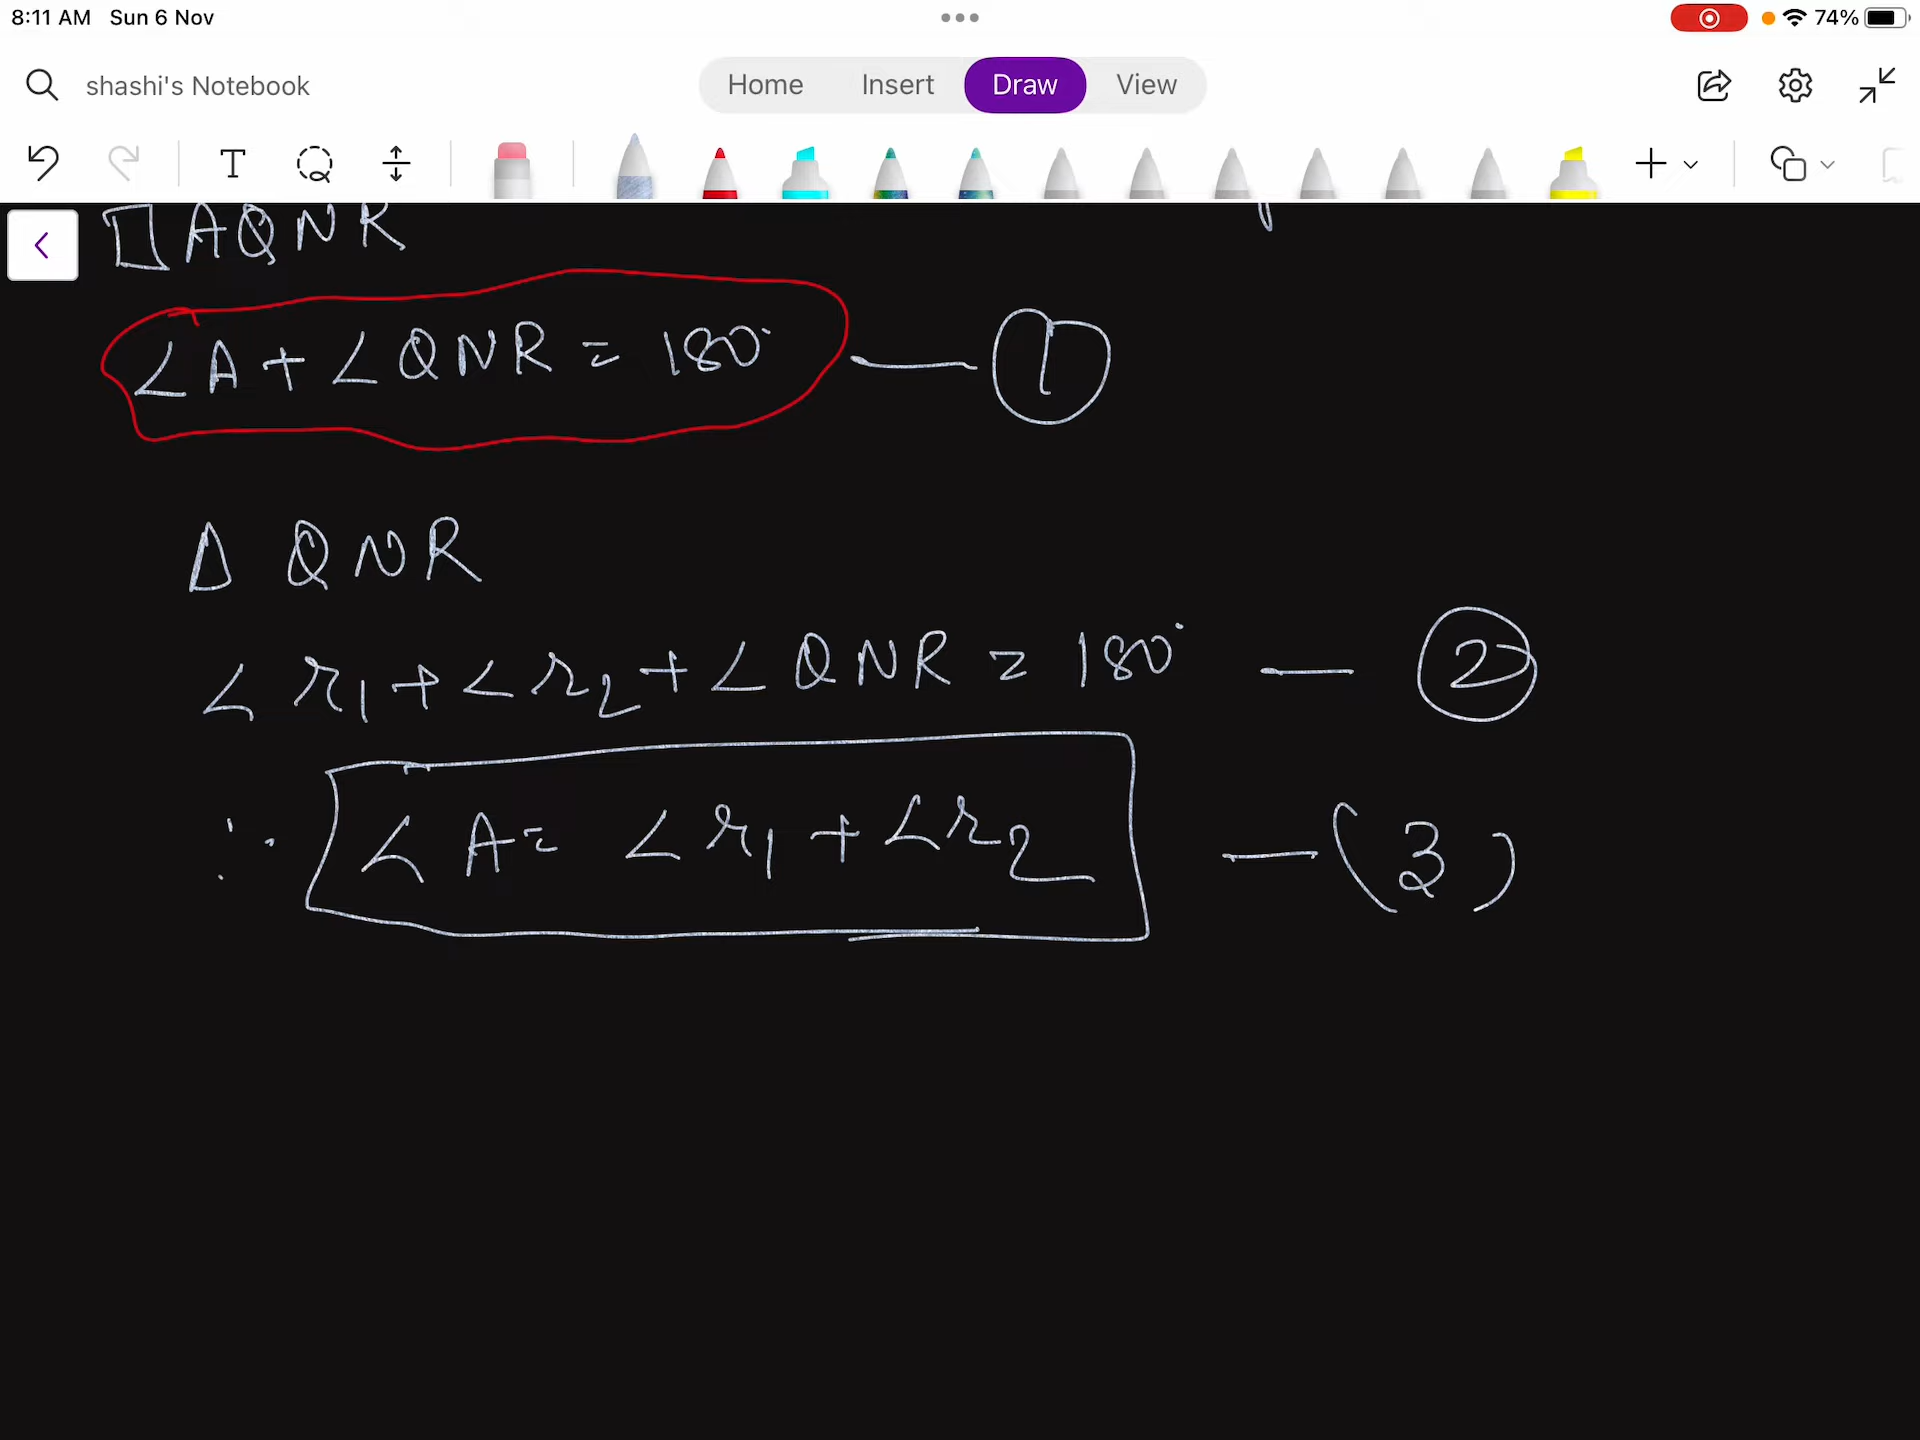 8:11 AM Sun 6 Nov
74%
shashi's Notebook
Home Insert Draw View
□AQNR
∠A + ∠QNR = 180° — ①
Δ QNR
∠r₁ + ∠r₂ + ∠QNR = 180° — ②
∴ ∠A = ∠r₁ + ∠r₂ — (3)